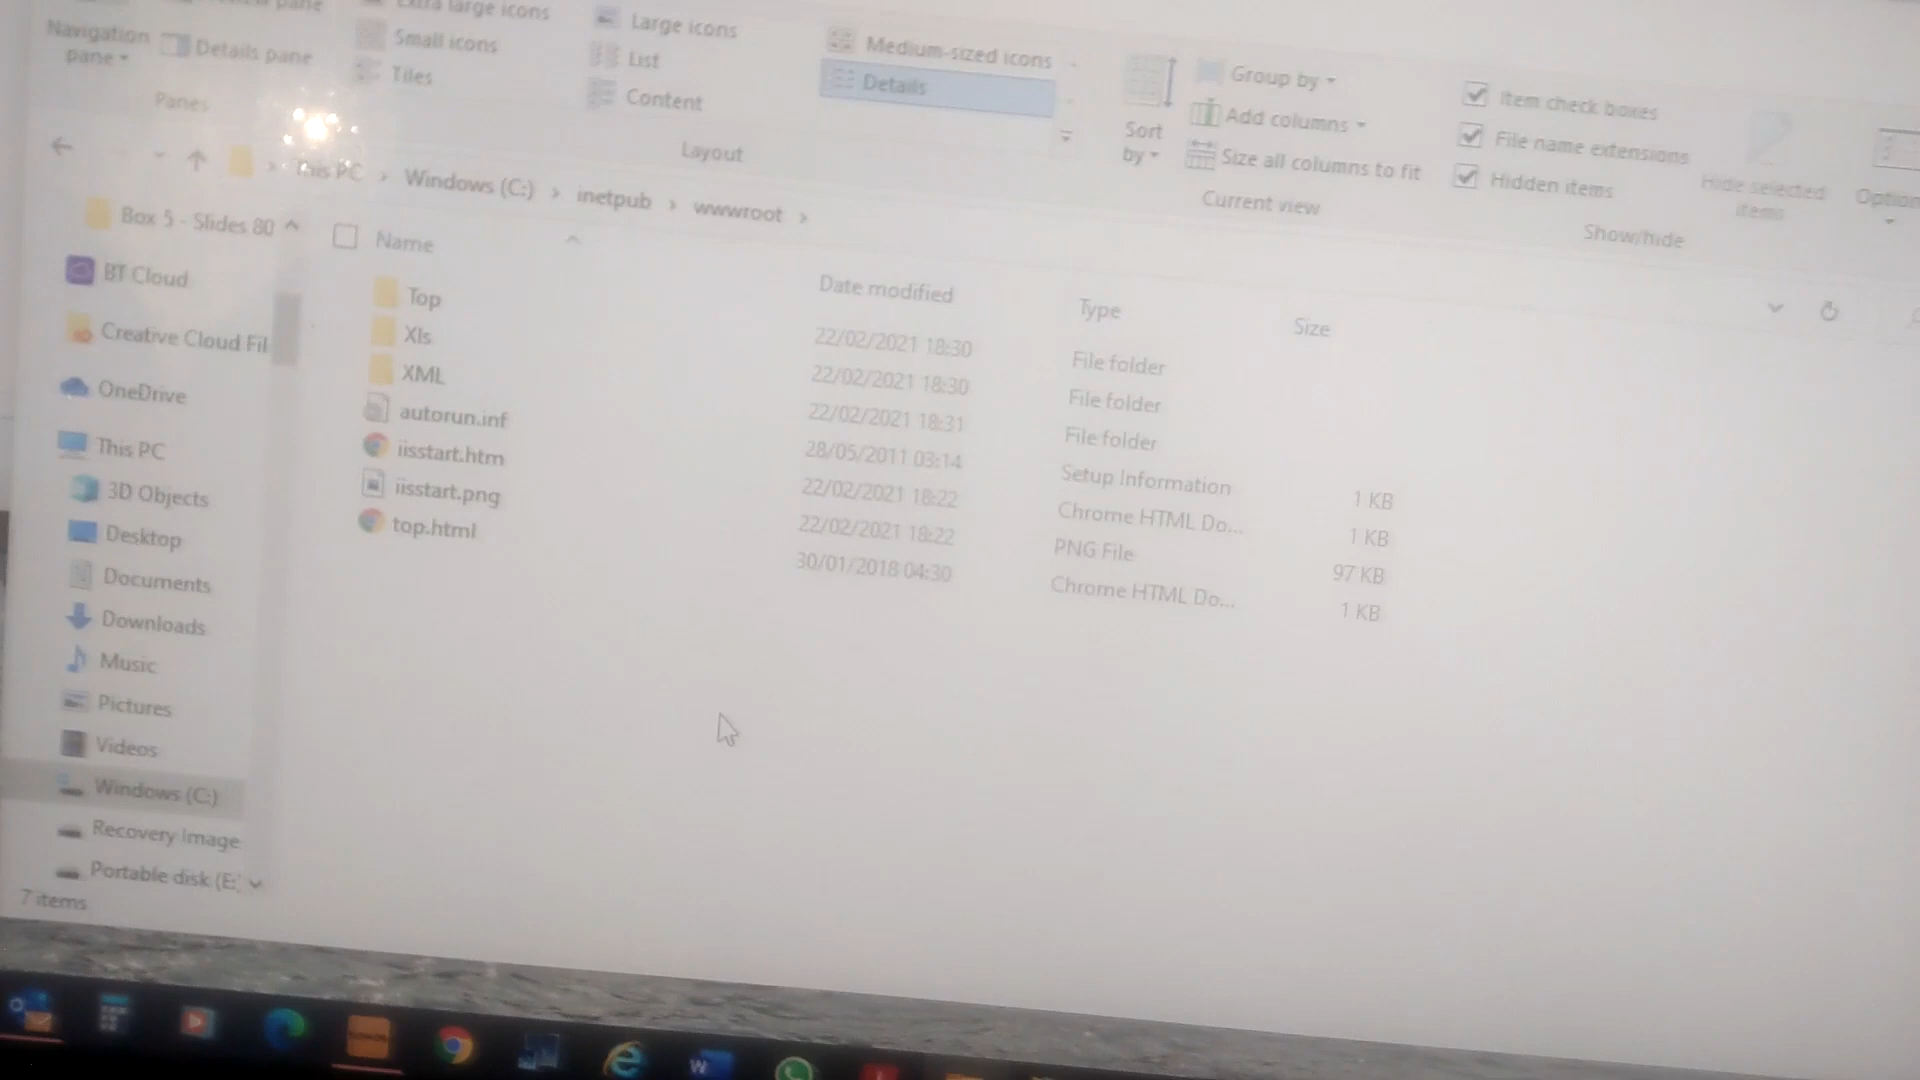 Extra large icons
Large icons
Medium-sized icons
Navigation
pane
Details pane
Small icons
List
Details
Tiles
Content
Panes
Layout
Sort
by
Group by
Add columns
Size all columns to fit
Current view
Item check boxes
File name extensions
Hidden items
Hide selected
items
Show/hide
This PC > Windows (C:) > inetpub > wwwroot >
Box 5 - Slides 80
BT Cloud
Creative Cloud Fil
OneDrive
This PC
3D Objects
Desktop
Documents
Downloads
Music
Pictures
Videos
Windows (C:)
Recovery Image
Portable disk (E:
7 items
Name Date modified Type Size
Top 22/02/2021 18:30 File folder
Xls 22/02/2021 18:30 File folder
XML 22/02/2021 18:31 File folder
autorun.inf 28/05/2011 03:14 Setup Information 1 KB
iisstart.htm 22/02/2021 18:22 Chrome HTML Do... 1 KB
iisstart.png 22/02/2021 18:22 PNG File 97 KB
top.html 30/01/2018 04:30 Chrome HTML Do... 1 KB